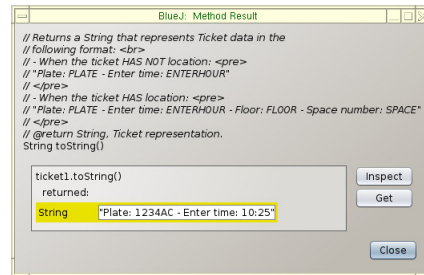 BlueJ: Method Result
// Returns a String that represents Ticket data in the
// following format: <br>
// - When the ticket HAS NOT location: <pre>
// "Plate: PLATE - Enter time: ENTERHOUR"
// </pre>
// - When the ticket HAS location: <pre>
// "Plate: PLATE - Enter time: ENTERHOUR - Floor: FLOOR - Space number: SPACE"
// </pre>
// @return String, Ticket representation.
String toString()
ticket1.toString()
returned:
String "Plate: 1234AC - Enter time: 10:25"
Inspect
Get
Close